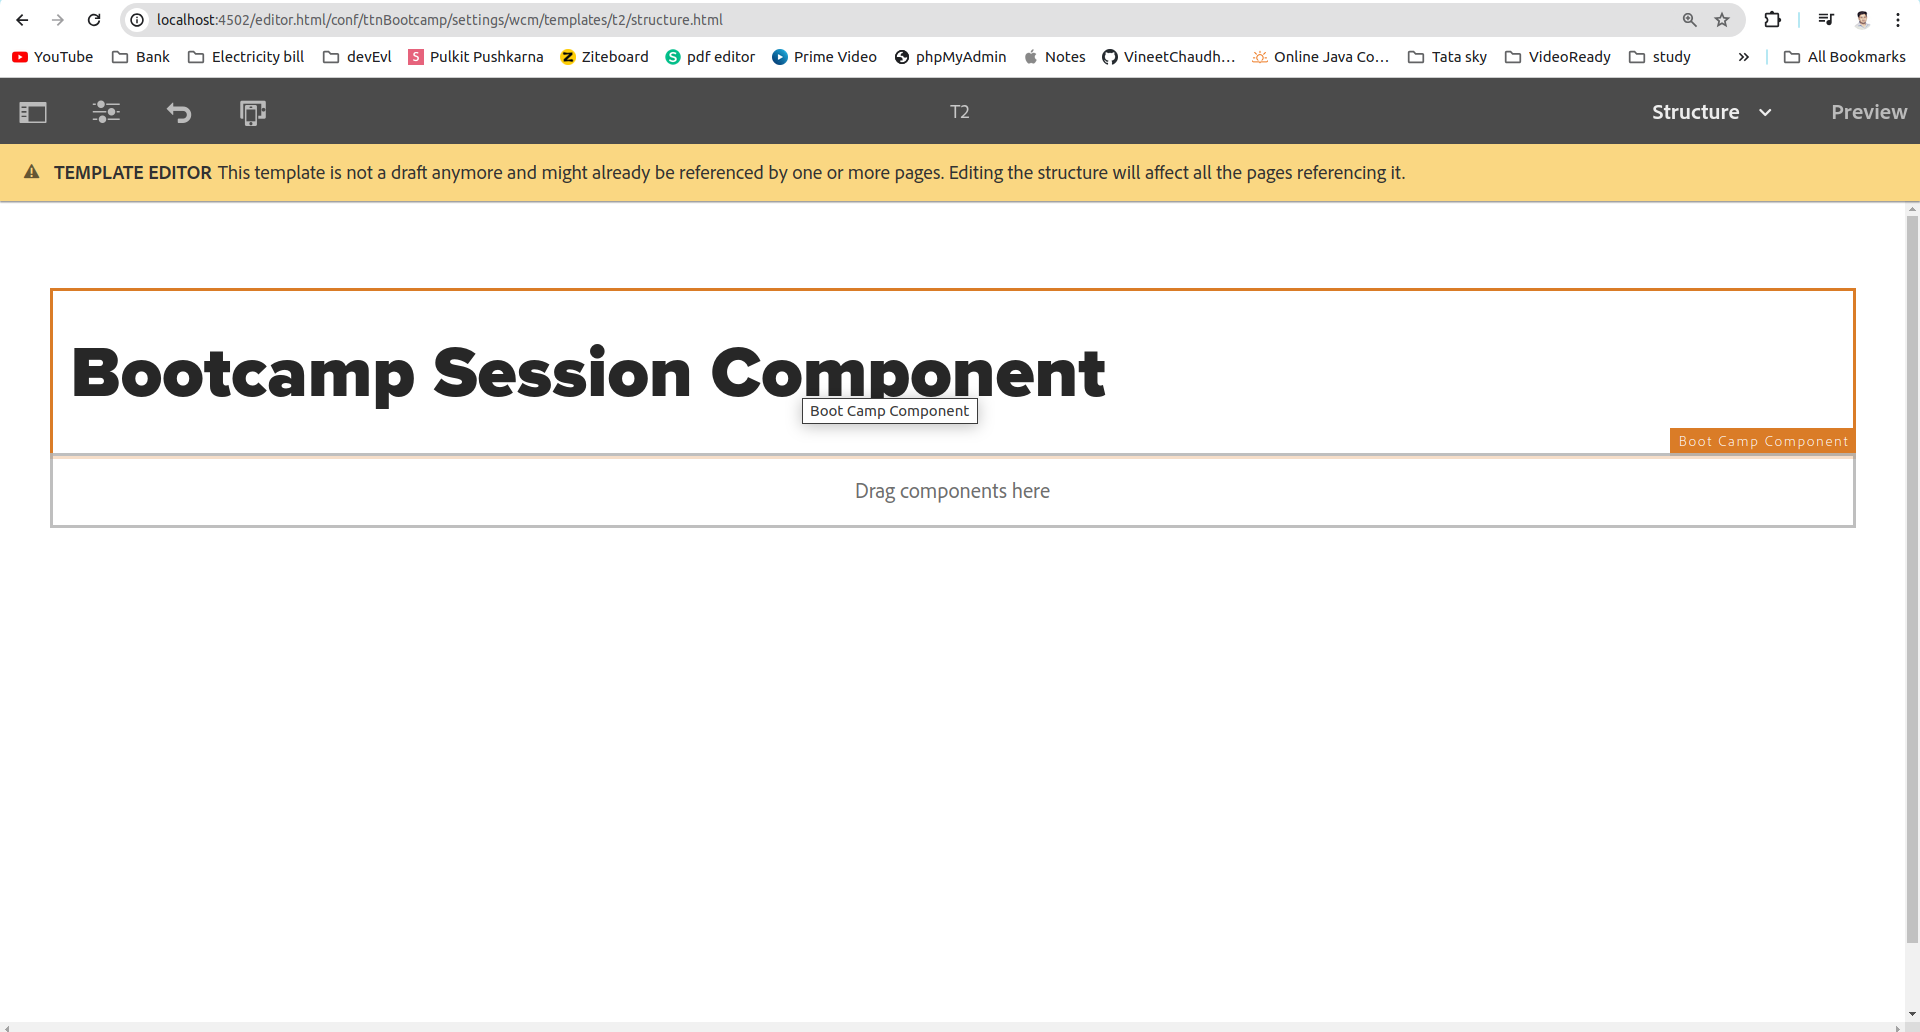 localhost:4502/editor.html/conf/ttnBootcamp/settings/wcm/templates/t2/structure.html
YouTube Bank Electricity bill devEvl S Pulkit Pushkarna Z Ziteboard S pdf editor Prime Video phpMyAdmin Notes VineetChaudh... Online Java Co... Tata sky VideoReady study » All Bookmarks
T2 Structure Preview
TEMPLATE EDITOR This template is not a draft anymore and might already be referenced by one or more pages. Editing the structure will affect all the pages referencing it.
Bootcamp Session Component
Boot Camp Component
Boot Camp Component
Drag components here